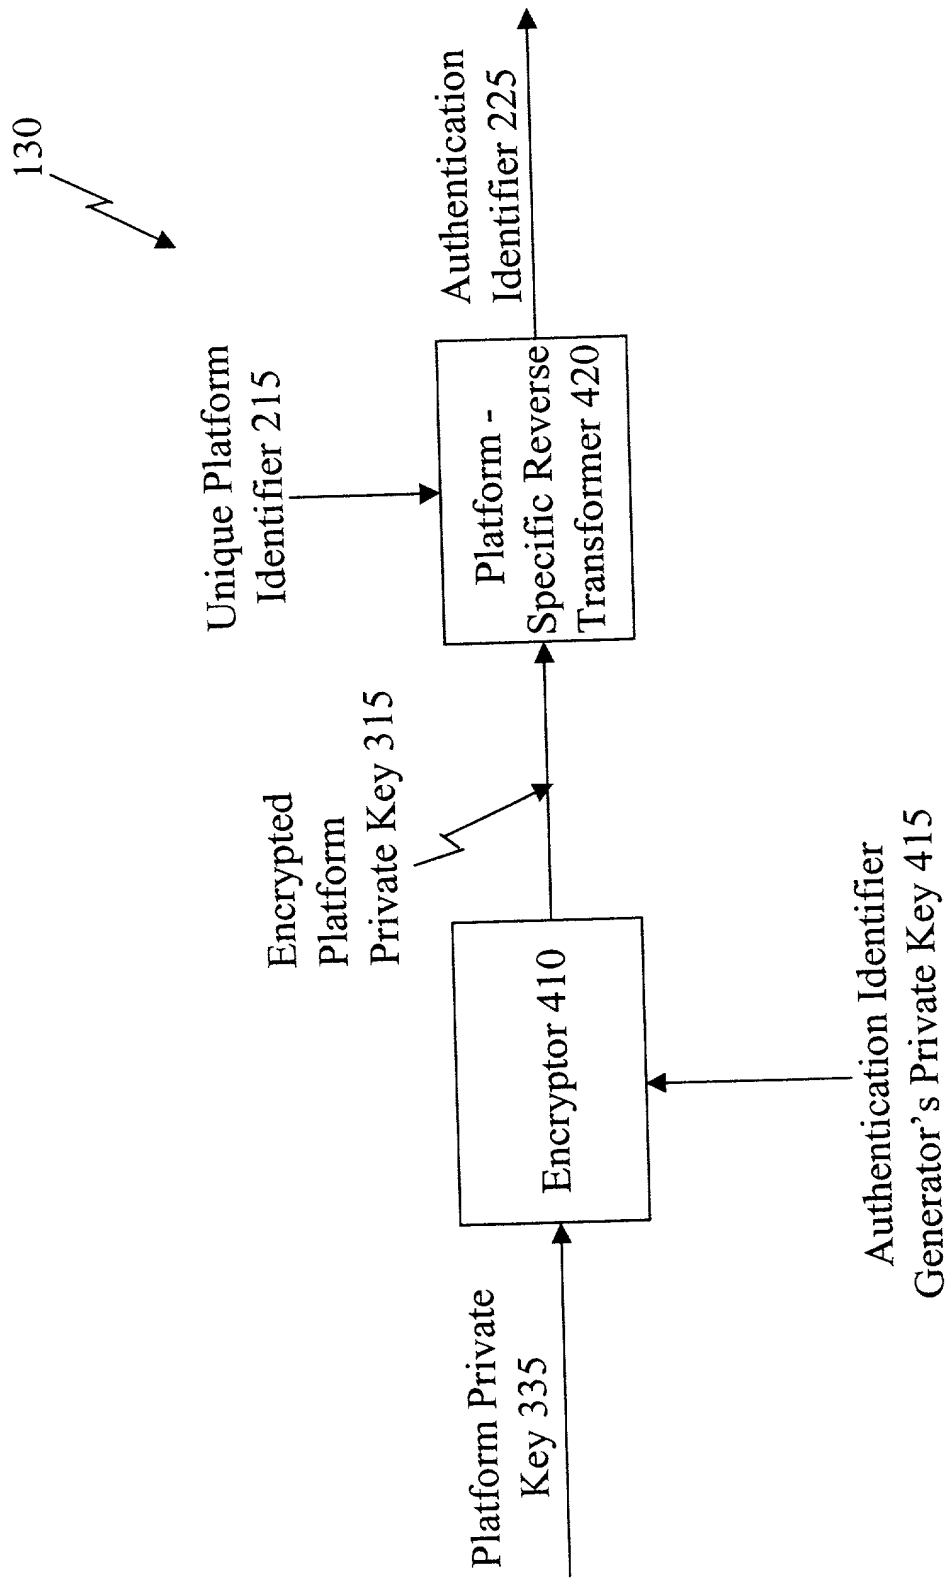 130
Unique Platform
Identifier 215
Authentication
Identifier 225
Encrypted
Platform
Private Key 315
Platform -
Specific Reverse
Transformer 420
Platform Private
Key 335
Encryptor 410
Authentication Identifier
Generator's Private Key 415